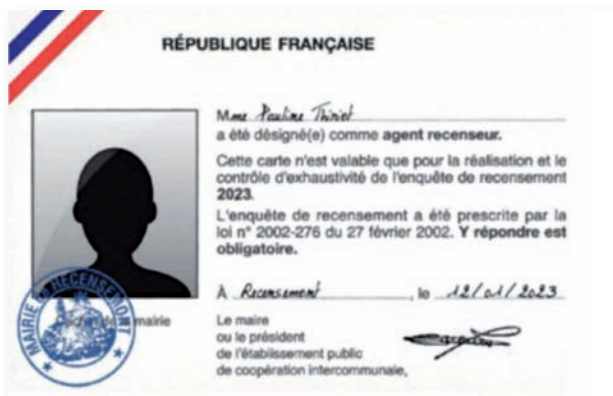 RÉPUBLIQUE FRANÇAISE
Mme Pauline Thiriet
a été désigné(e) comme agent recenseur.
Cette carte n'est valable que pour la réalisation et le
contrôle d'exhaustivité de l'enquête de recensement
2023.
L'enquête de recensement a été prescrite par la
loi n° 2002-276 du 27 février 2002. Y répondre est
obligatoire.
À Recensement, le 12/01/2023
MAIRIE DU RECENSEMENT
mairie
Le maire
ou le président
de l'établissement public
de coopération intercommunale,